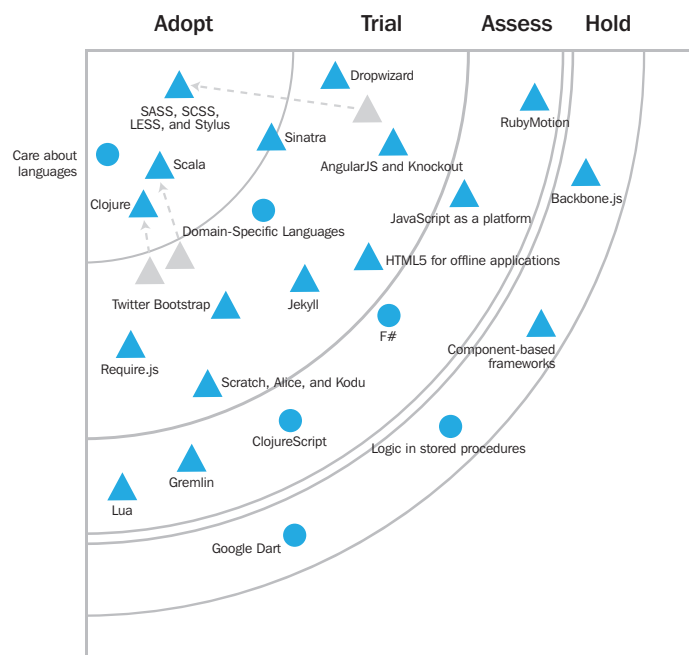 Adopt
Trial
Assess
Hold
Dropwizard
SASS, SCSS,
LESS, and Stylus
RubyMotion
Sinatra
Care about
languages
Scala
AngularJS and Knockout
Backbone.js
Clojure
JavaScript as a platform
Domain-Specific Languages
HTML5 for offline applications
Twitter Bootstrap
Jekyll
F#
Component-based
frameworks
Require.js
Scratch, Alice, and Kodu
ClojureScript
Logic in stored procedures
Gremlin
Lua
Google Dart